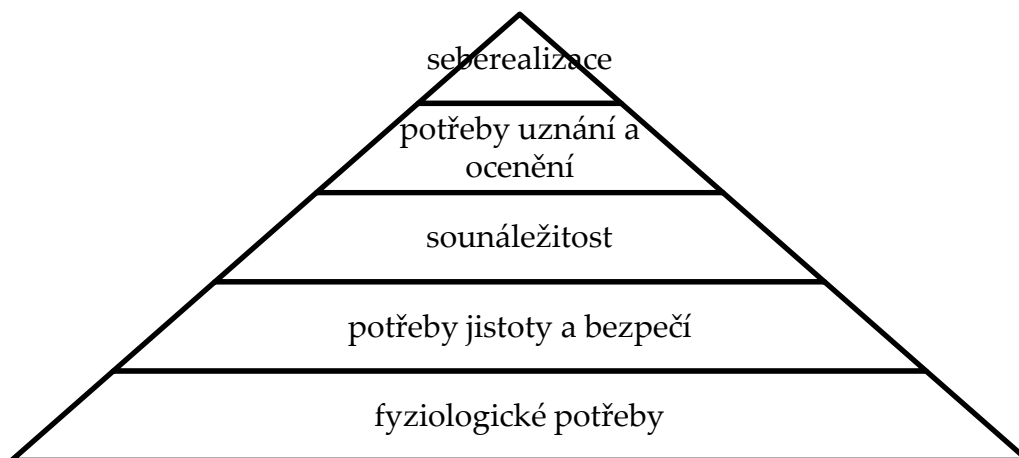 seberealizace
potřeby uznání a
ocenění
sounáležitost
potřeby jistoty a bezpečí
fyziologické potřeby